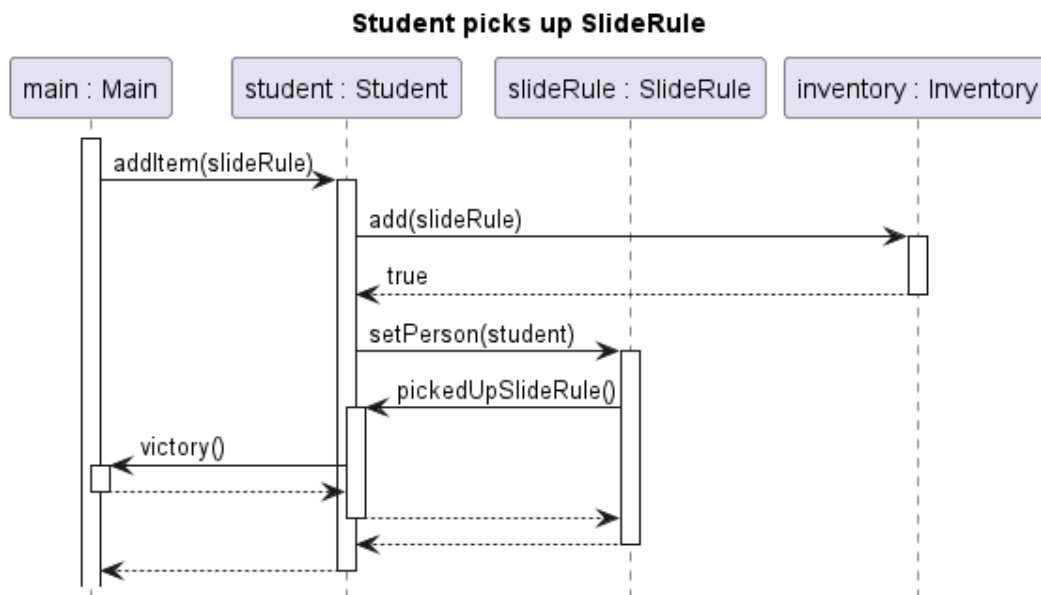 Student picks up SlideRule
main : Main
student : Student
slideRule : SlideRule
inventory : Inventory
addItem(slideRule)
add(slideRule)
true
setPerson(student)
pickedUpSlideRule()
victory()